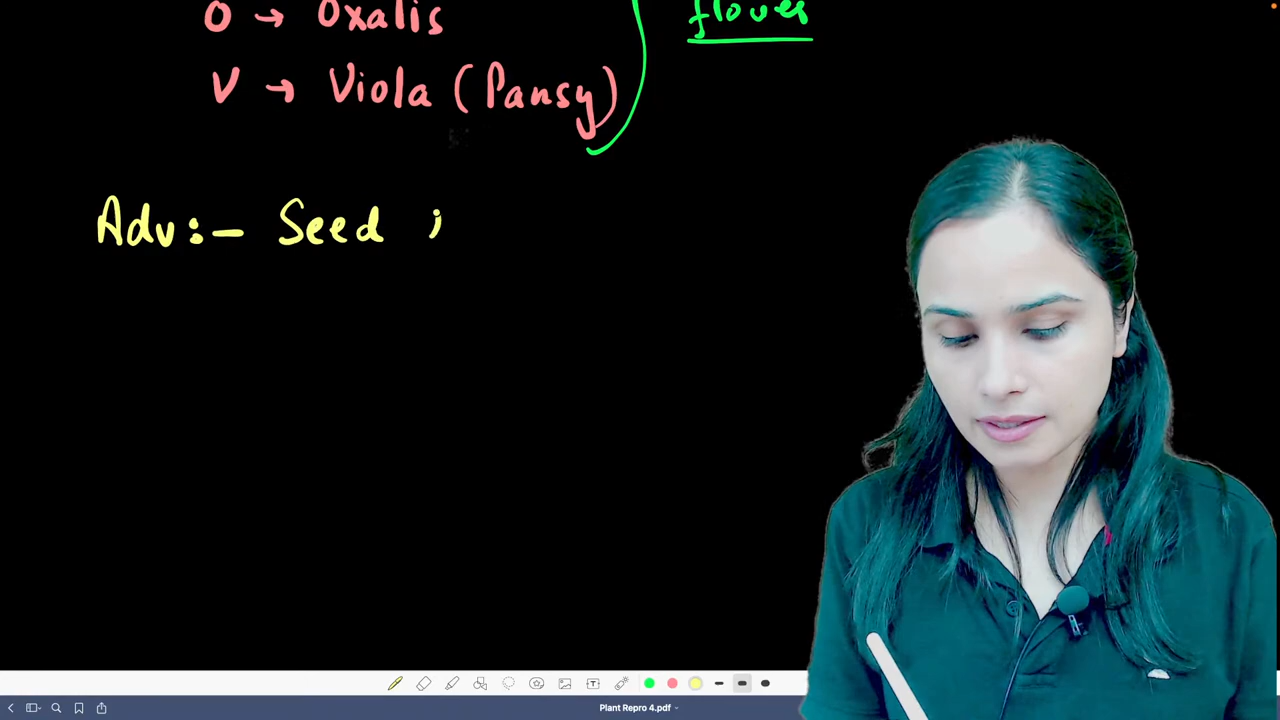 O → Oxalis
flower
V → Viola (Pansy)
Adv:- Seed ;
Plant Repro 4.pdf